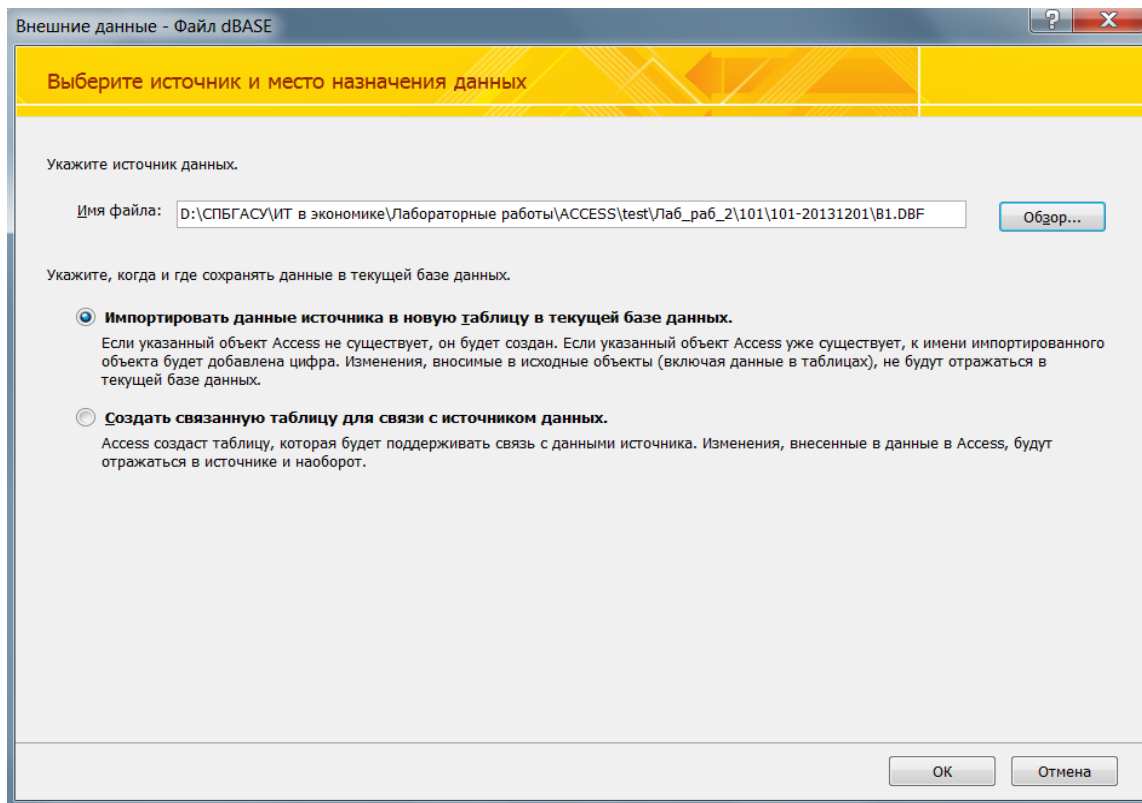 Внешние данные - Файл dBASE
Выберите источник и место назначения данных
Укажите источник данных.
Имя файла: D:\СПБГАСУ\ИТ в экономике\Лабораторные работы\ACCESS\test\Лаб_раб_2\101\101-20131201\B1.DBF Обзор...
Укажите, когда и где сохранять данные в текущей базе данных.
Импортировать данные источника в новую таблицу в текущей базе данных.
Если указанный объект Access не существует, он будет создан. Если указанный объект Access уже существует, к имени импортированного
объекта будет добавлена цифра. Изменения, вносимые в исходные объекты (включая данные в таблицах), не будут отражаться в
текущей базе данных.
Создать связанную таблицу для связи с источником данных.
Access создаст таблицу, которая будет поддерживать связь с данными источника. Изменения, внесенные в данные в Access, будут
отражаться в источнике и наоборот.
ОК Отмена